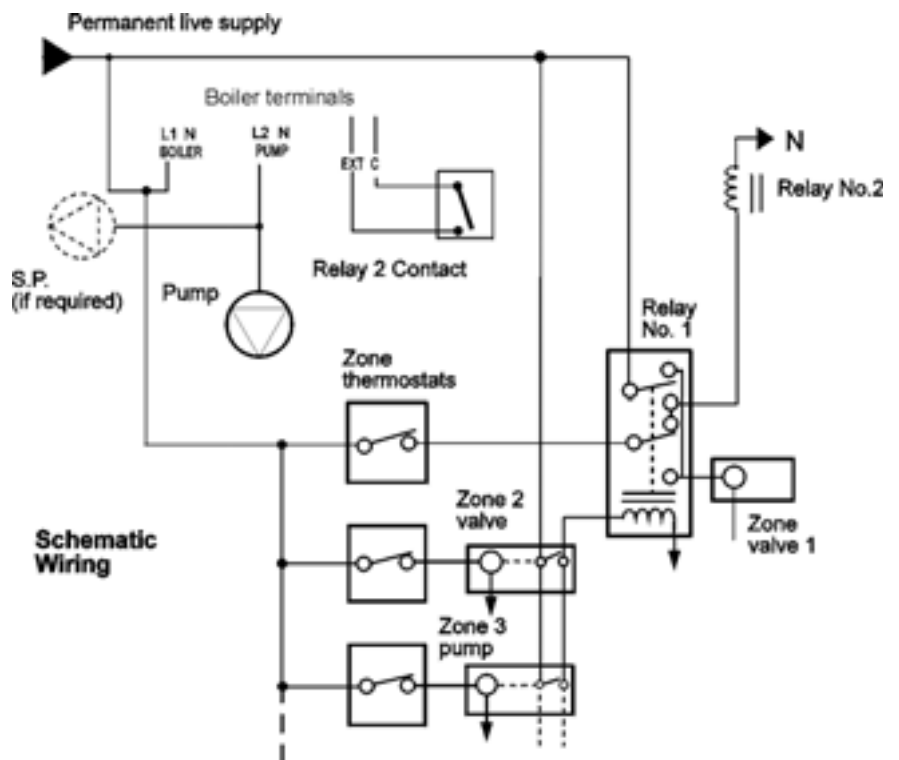 Permanent live supply
Boiler terminals
L1 N
BOILER
L2 N
PUMP
EXT C
N
Relay No.2
Relay 2 Contact
S.P.
(if required)
Pump
Relay
No. 1
Zone
thermostats
Zone 2
valve
Zone
valve 1
Schematic
Wiring
Zone 3
pump